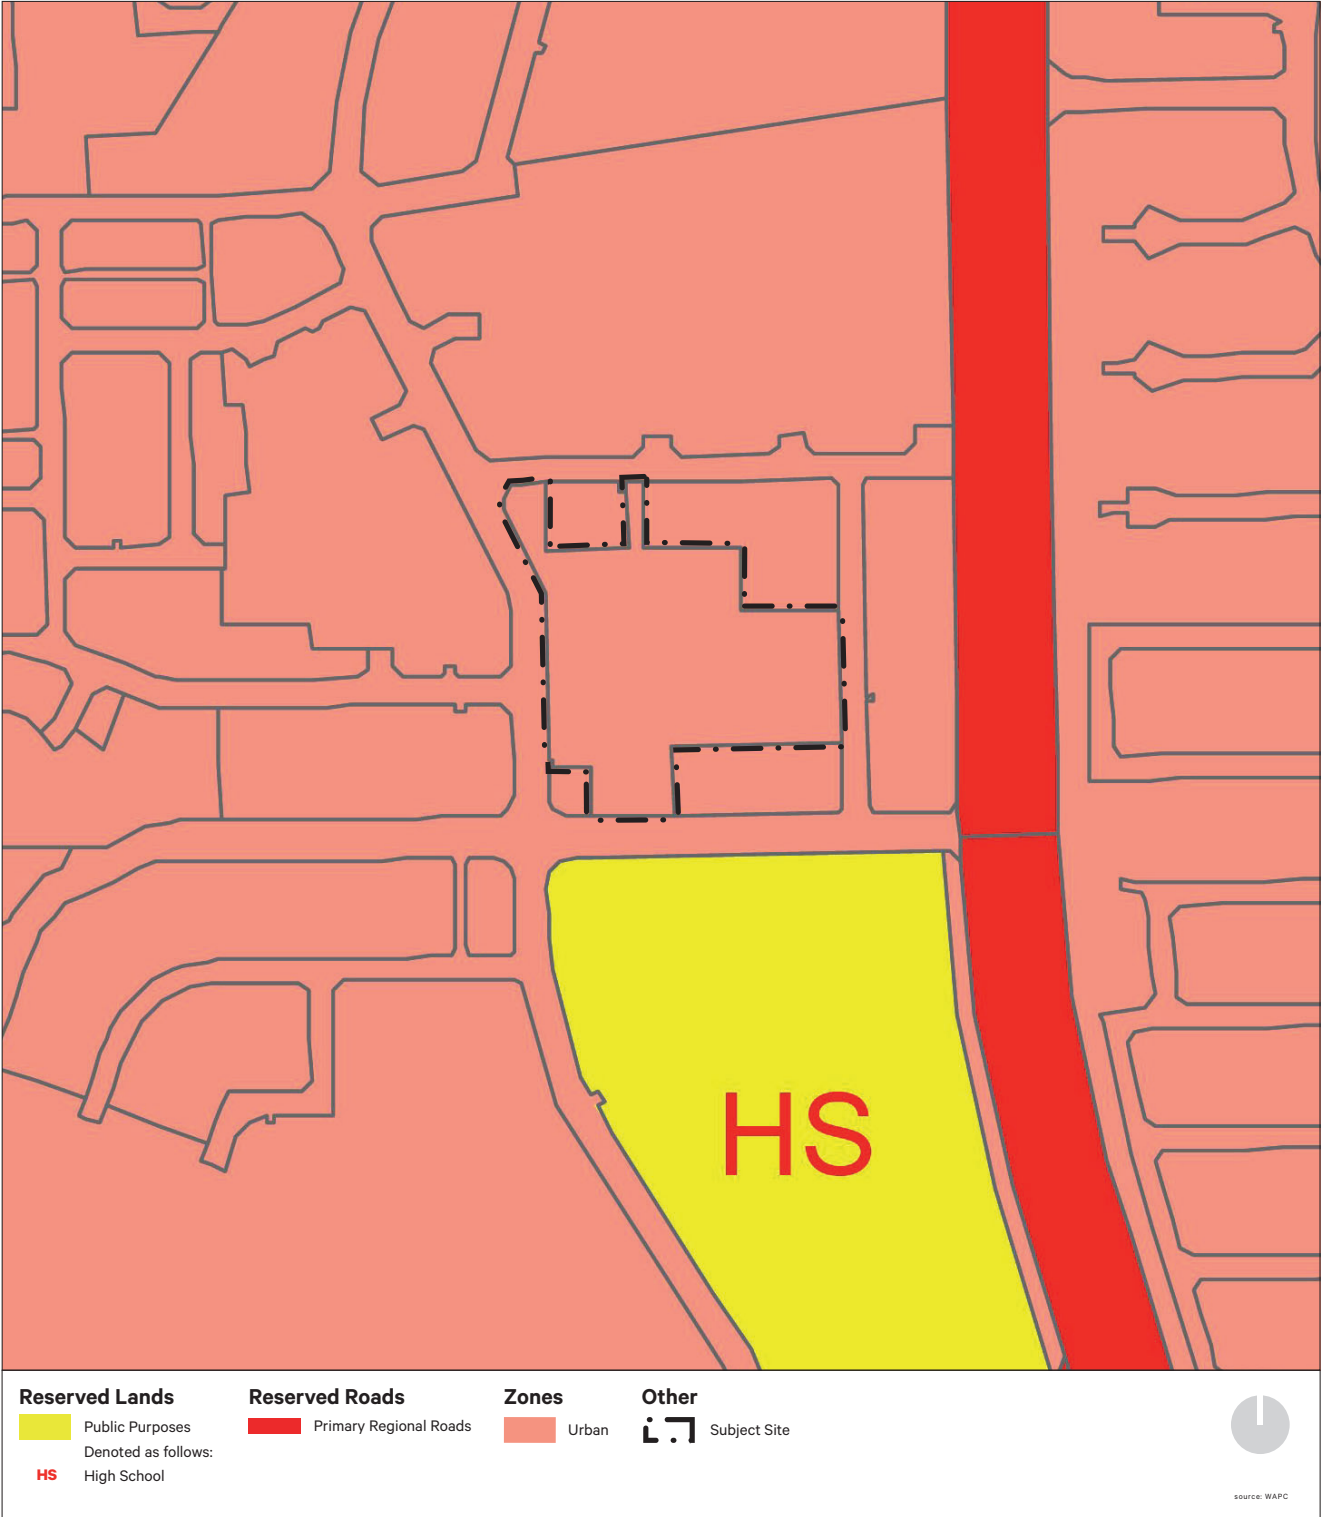 HS
Reserved Lands
Public Purposes
Denoted as follows:
HS High School
Reserved Roads
Primary Regional Roads
Zones
Urban
Other
Subject Site
source: WAPC